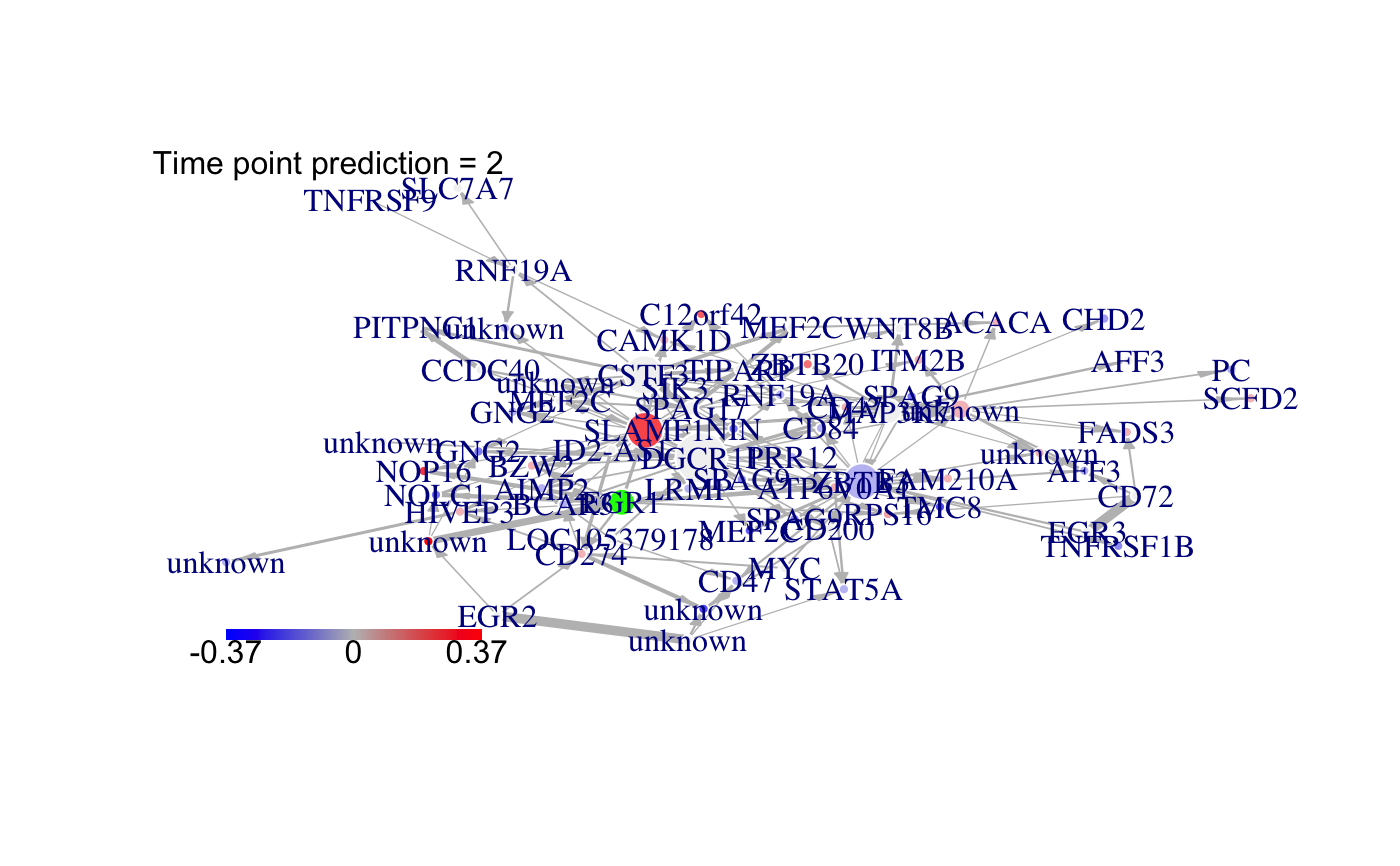 Time point prediction = 2
SLC7A7
TNFRSF9
RNF19A
C12orf42
PITPNC1
unknown
MEF2C
WNT8B
ACACA
CHD2
CAMK1D
CCDC40
unknown
CSTF3
TIPARP
ZBTB20
ITM2B
AFF3
PC
SIK3
MEF2C
RNF19A
SPAG9
SCFD2
GNG2
SPAG17
CD47
MAP3K7
unknown
SLAMF1
NIN
CD84
FADS3
unknown
GNG2
ID2-AS1
DGCR11
PRR12
unknown
NOP16
BZW2
SPAG9
ZBTB3
FAM210A
AFF3
NOLC1
AIMP2
LRMP
ATP6V0A1
CD72
HIVEP3
BCAR3
EGR1
SPAG9
RPS16
TMC8
unknown
LOC105379178
MEF2C
CD200
EGR3
TNFRSF1B
CD274
unknown
MYC
CD47
STAT5A
EGR2
unknown
unknown
-0.37
0
0.37